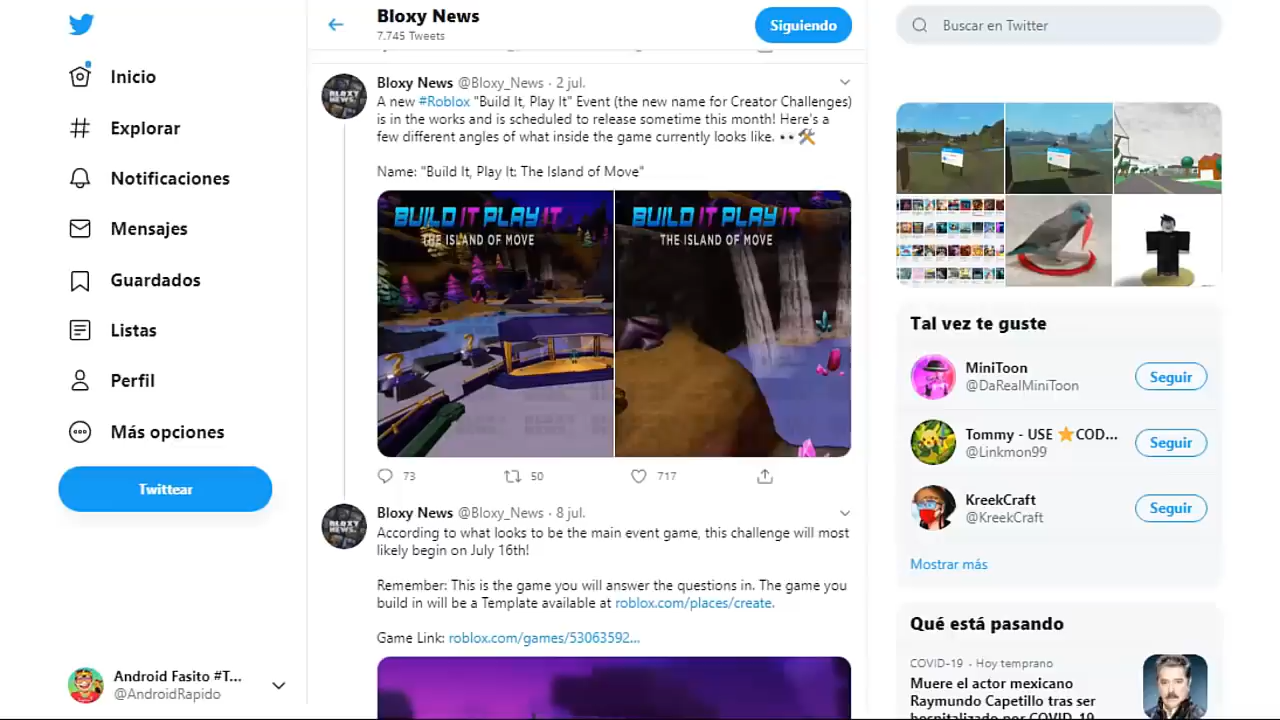 Inicio
Explorar
Notificaciones
Mensajes
Guardados
Listas
Perfil
Más opciones
Twittear
Android Fasito #T...
@AndroidRapido
Bloxy News
7.745 Tweets
Siguiendo
Bloxy News @Bloxy_News · 2 jul.
A new #Roblox "Build It, Play It" Event (the new name for Creator Challenges)
is in the works and is scheduled to release sometime this month! Here's a
few different angles of what inside the game currently looks like. 👀🛠️
Name: "Build It, Play It: The Island of Move"
BUILD IT PLAY IT
THE ISLAND OF MOVE
BUILD IT PLAY IT
THE ISLAND OF MOVE
73
50
717
Bloxy News @Bloxy_News · 8 jul.
According to what looks to be the main event game, this challenge will most
likely begin on July 16th!
Remember: This is the game you will answer the questions in. The game you
build in will be a Template available at roblox.com/places/create.
Game Link: roblox.com/games/53063592...
BLOXY
NEWS
BLOXY
NEWS
Buscar en Twitter
Tal vez te guste
MiniToon
@DaRealMiniToon
Seguir
Tommy - USE ⭐COD...
@Linkmon99
Seguir
KreekCraft
@KreekCraft
Seguir
Mostrar más
Qué está pasando
COVID-19 · Hoy temprano
Muere el actor mexicano
Raymundo Capetillo tras ser
hospitalizado por COVID-19